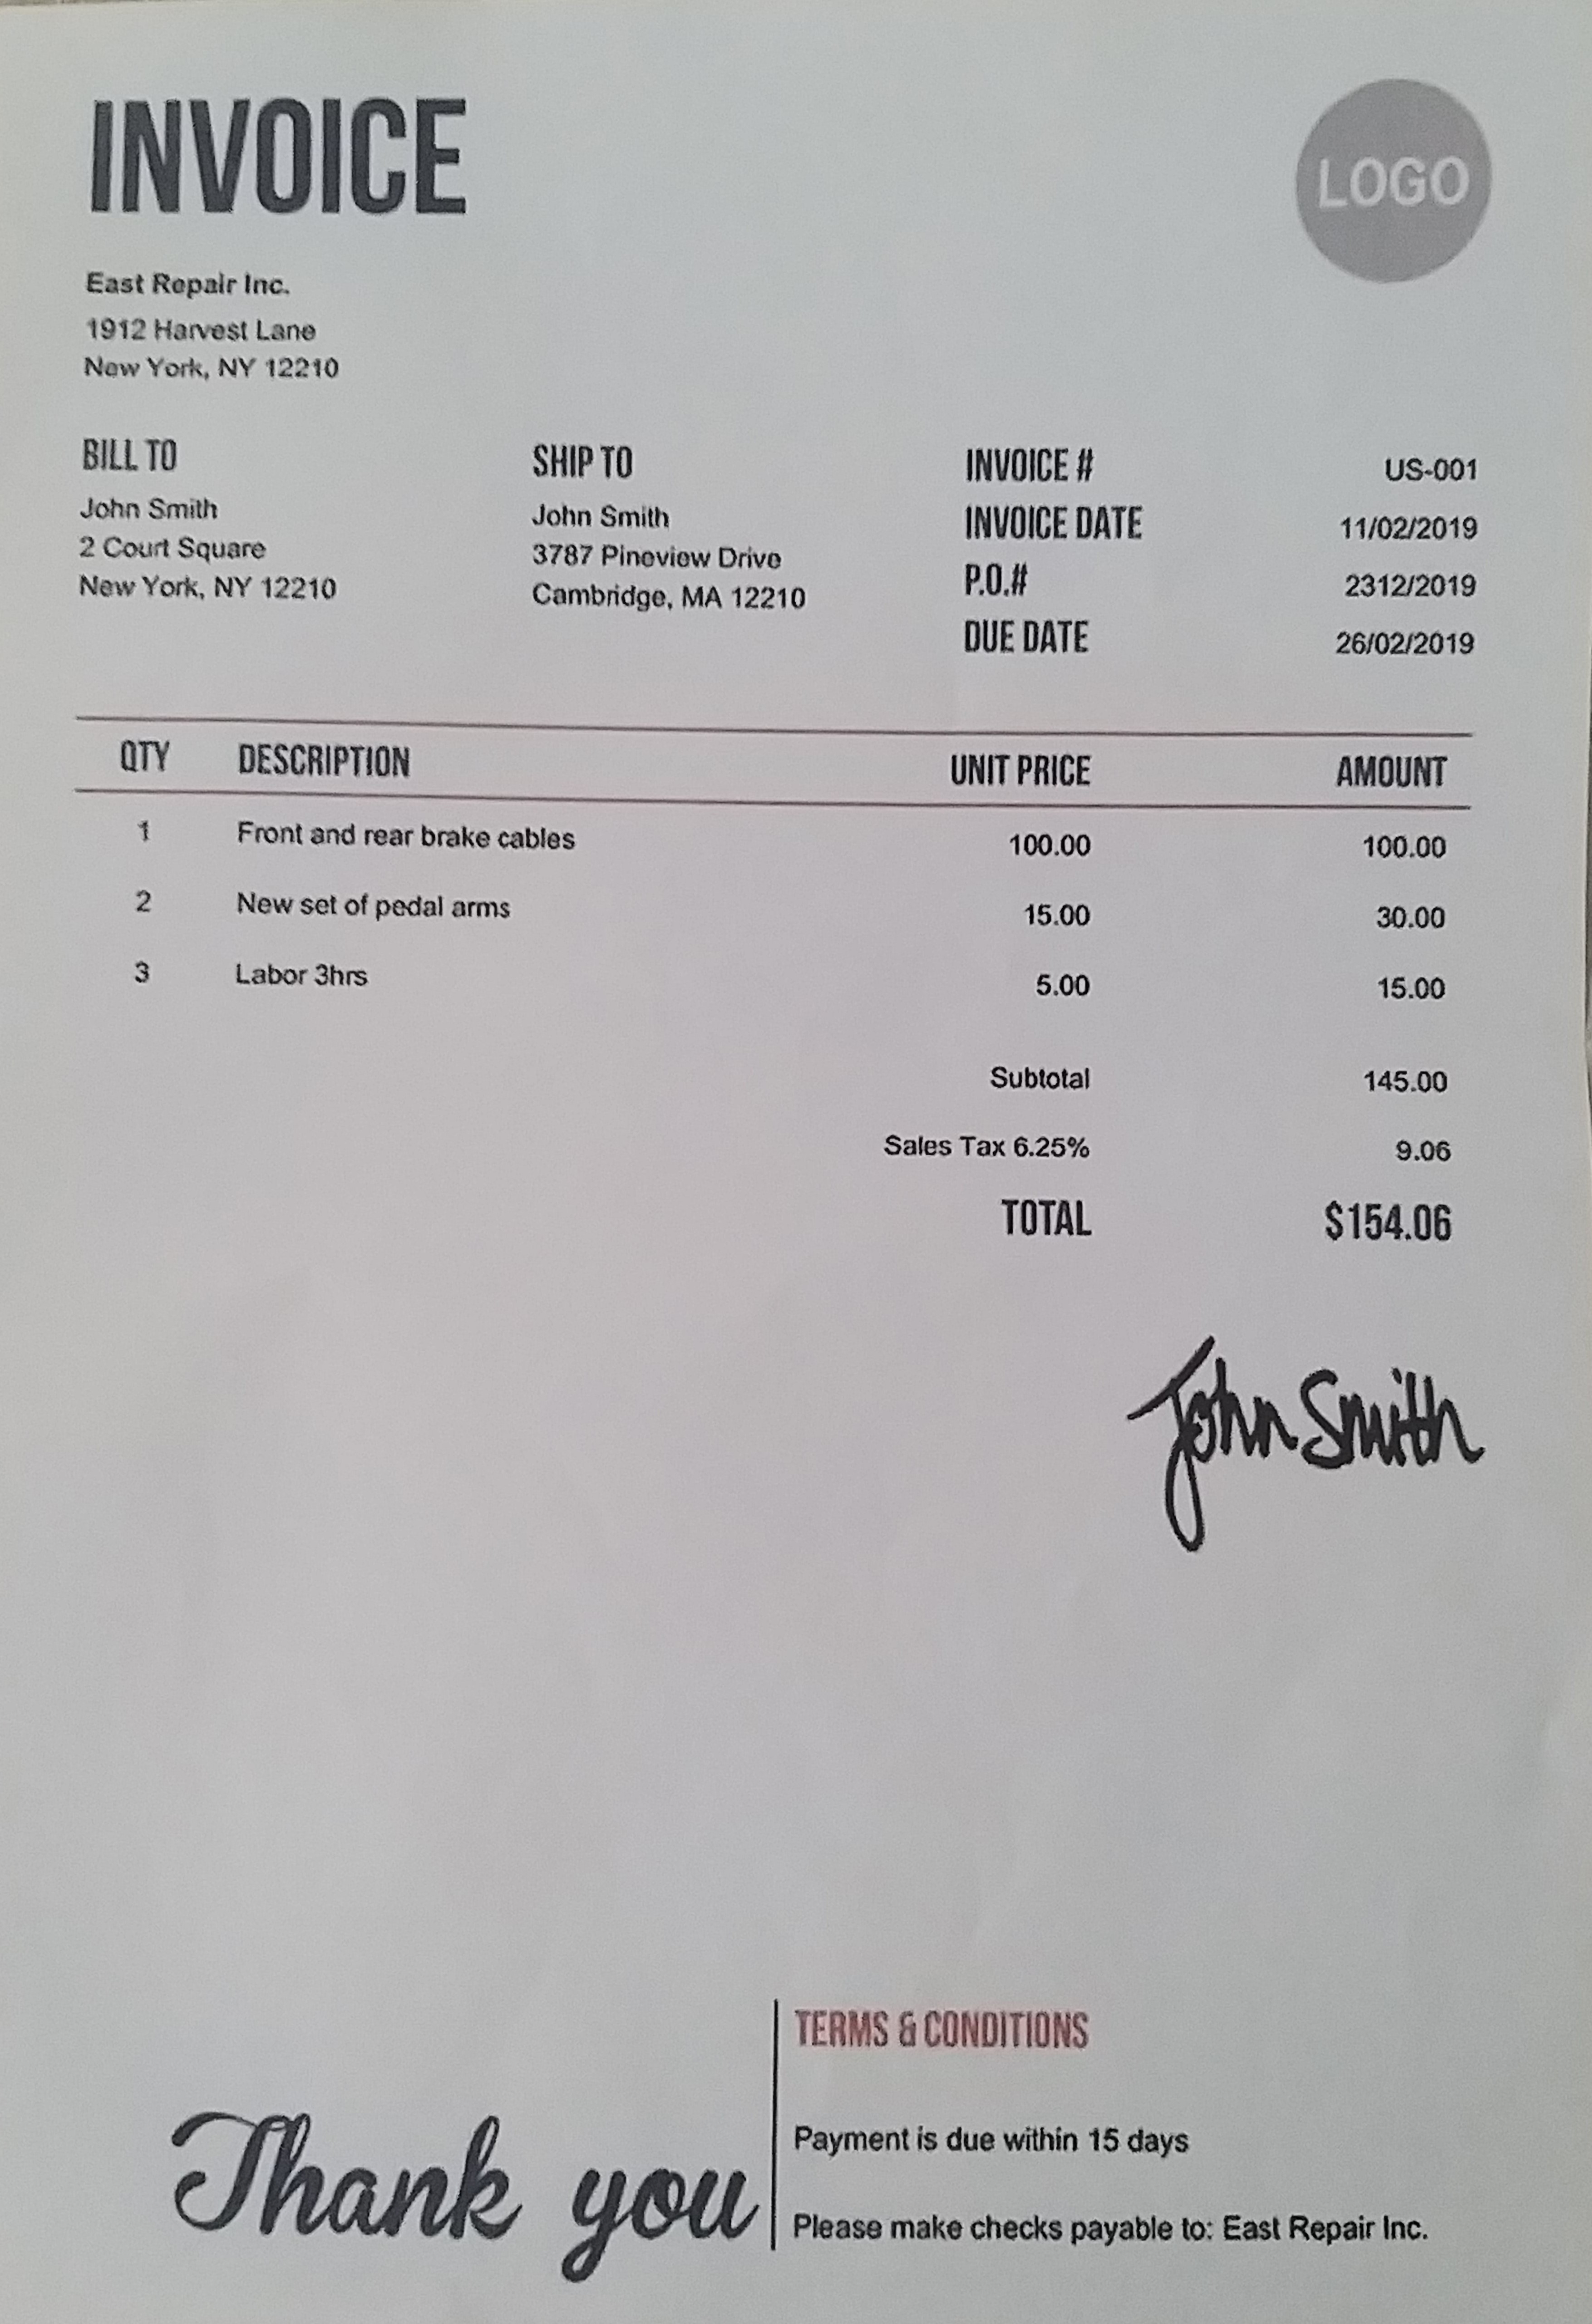 INVOICE
LOGO
East Repair Inc.
1912 Harvest Lane
New York, NY 12210
BILL TO
John Smith
2 Court Square
New York, NY 12210
SHIP TO
John Smith
3787 Pineview Drive
Cambridge, MA 12210
INVOICE # US-001
INVOICE DATE 11/02/2019
P.O.# 2312/2019
DUE DATE 26/02/2019
QTY DESCRIPTION UNIT PRICE AMOUNT
1 Front and rear brake cables 100.00 100.00
2 New set of pedal arms 15.00 30.00
3 Labor 3hrs 5.00 15.00
Subtotal 145.00
Sales Tax 6.25% 9.06
TOTAL $154.06
John Smith
Thank you
TERMS & CONDITIONS
Payment is due within 15 days
Please make checks payable to: East Repair Inc.